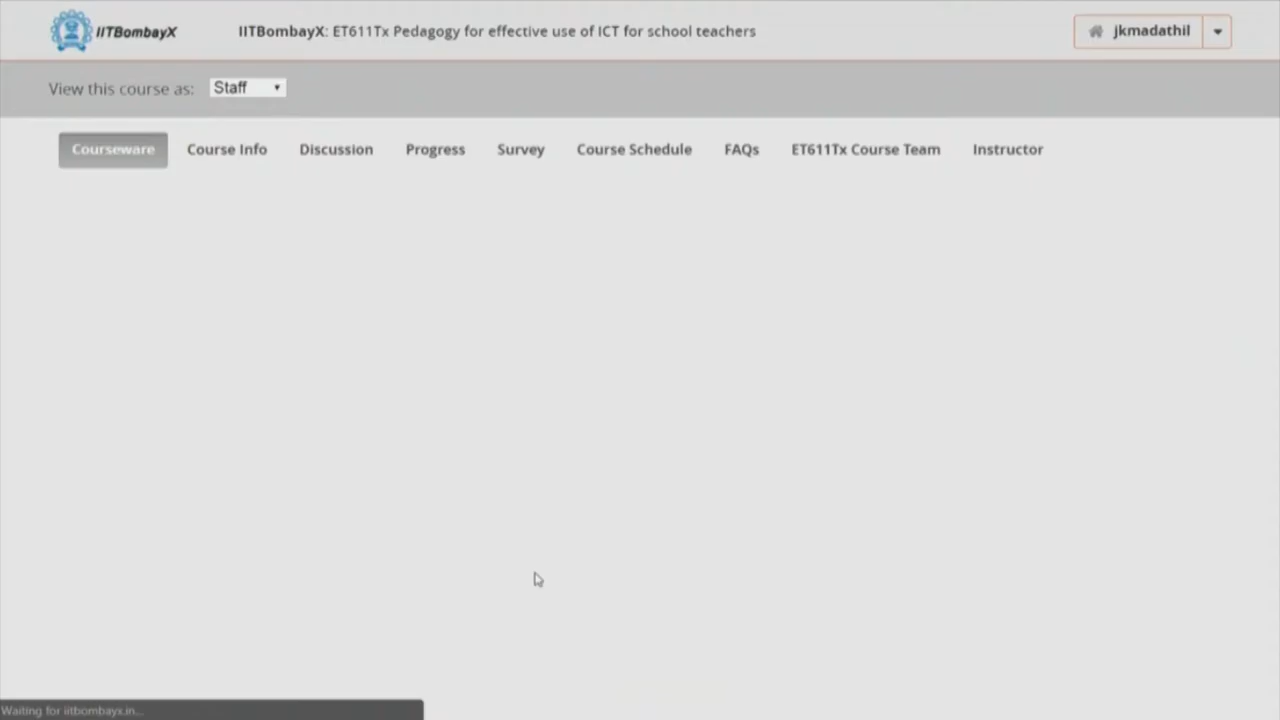 IITBombayX
IITBombayX: ET611Tx Pedagogy for effective use of ICT for school teachers
jkmadathil
View this course as: Staff
Courseware Course Info Discussion Progress Survey Course Schedule FAQs ET611Tx Course Team Instructor
Waiting for iitbombayx.in...